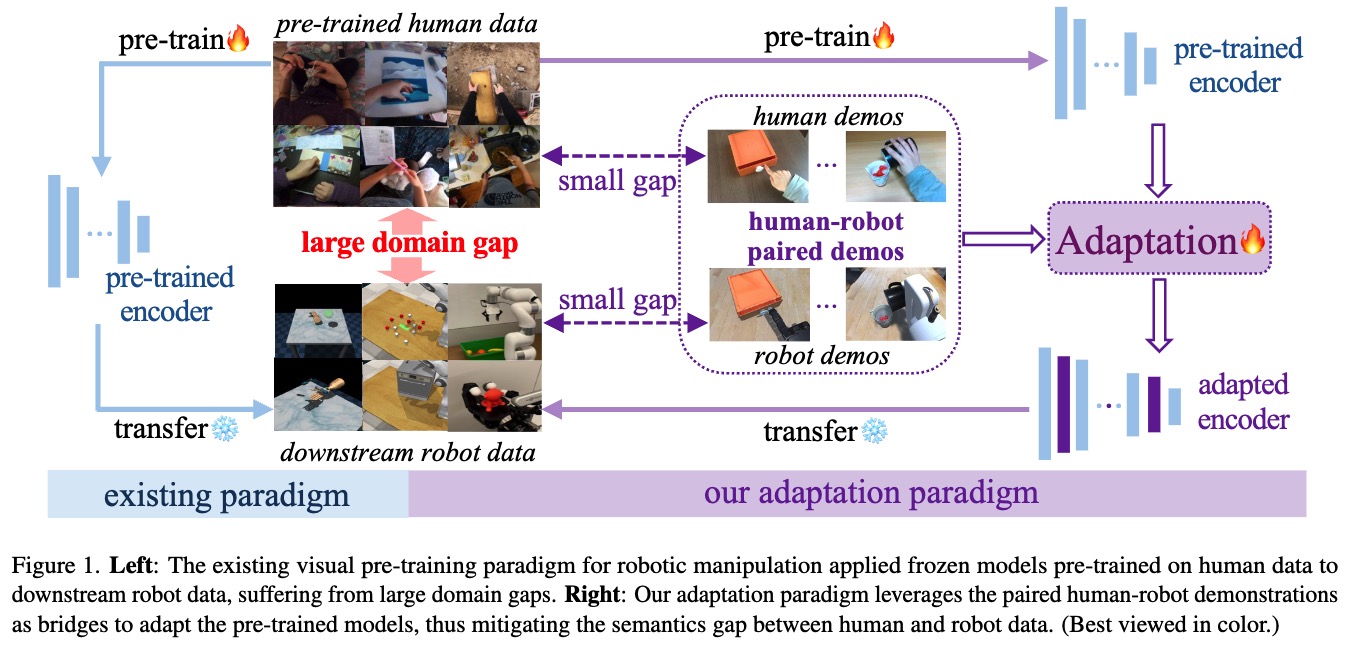 pre-train
pre-trained human data
pre-train
pre-trained
encoder
human demos
...
small gap
human-robot
paired demos
large domain gap
Adaptation
pre-trained
encoder
small gap
...
robot demos
adapted
encoder
transfer
transfer
downstream robot data
existing paradigm
our adaptation paradigm
Figure 1. Left: The existing visual pre-training paradigm for robotic manipulation applied frozen models pre-trained on human data to
downstream robot data, suffering from large domain gaps. Right: Our adaptation paradigm leverages the paired human-robot demonstrations
as bridges to adapt the pre-trained models, thus mitigating the semantics gap between human and robot data. (Best viewed in color.)